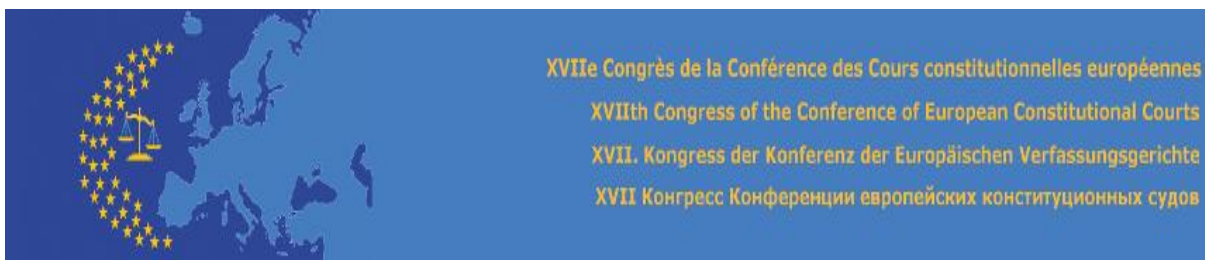 XVIIe Congrès de la Conférence des Cours constitutionnelles européennes
XVIIth Congress of the Conference of European Constitutional Courts
XVII. Kongress der Konferenz der Europäischen Verfassungsgerichte
XVII Конгресс Конференции европейских конституционных судов